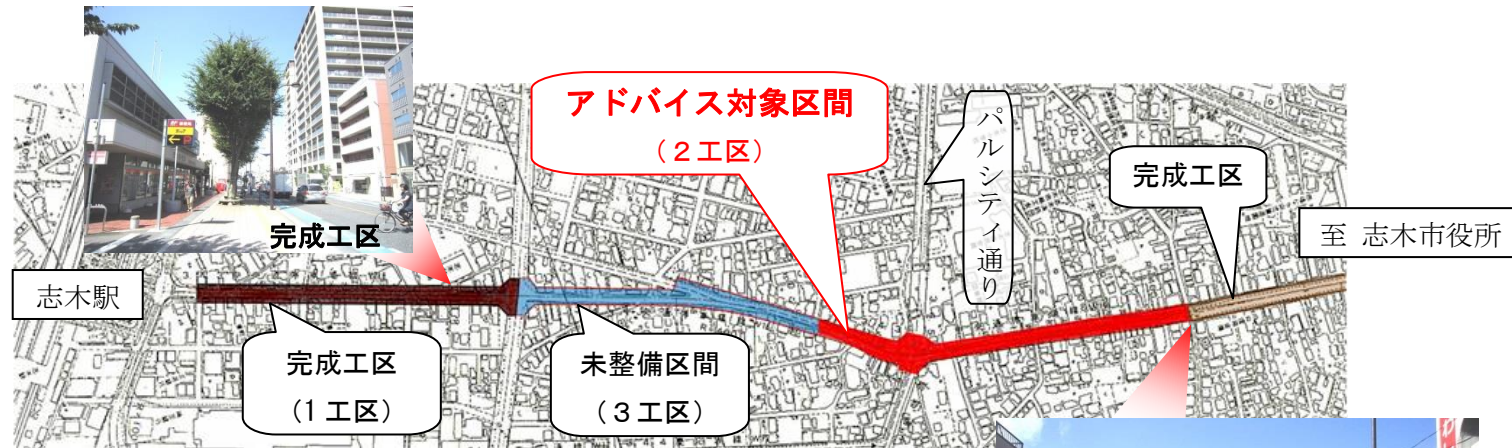 アドバイス対象区間
(２工区)
パルシティ通り
完成工区
至 志木市役所
完成工区
志木駅
完成工区
(1 工区)
未整備区間
(３工区)